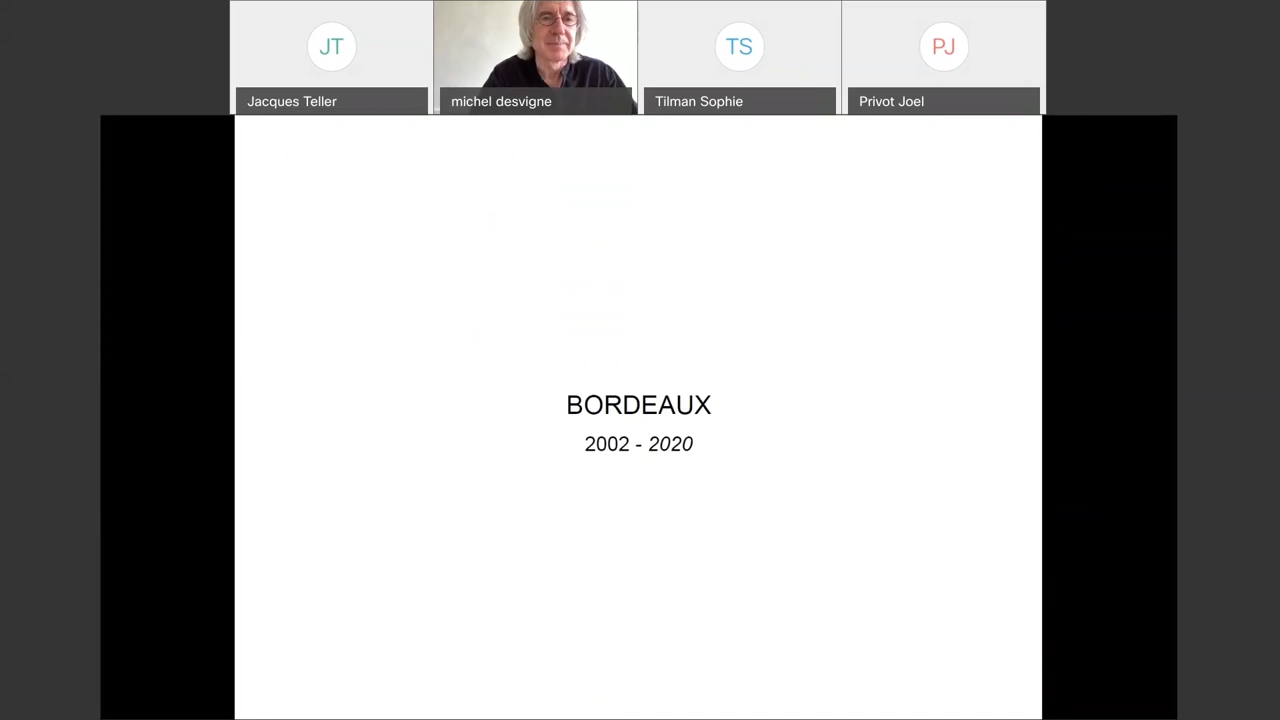 JT
Jacques Teller
michel desvigne
TS
Tilman Sophie
PJ
Privot Joel
BORDEAUX
2002 - 2020